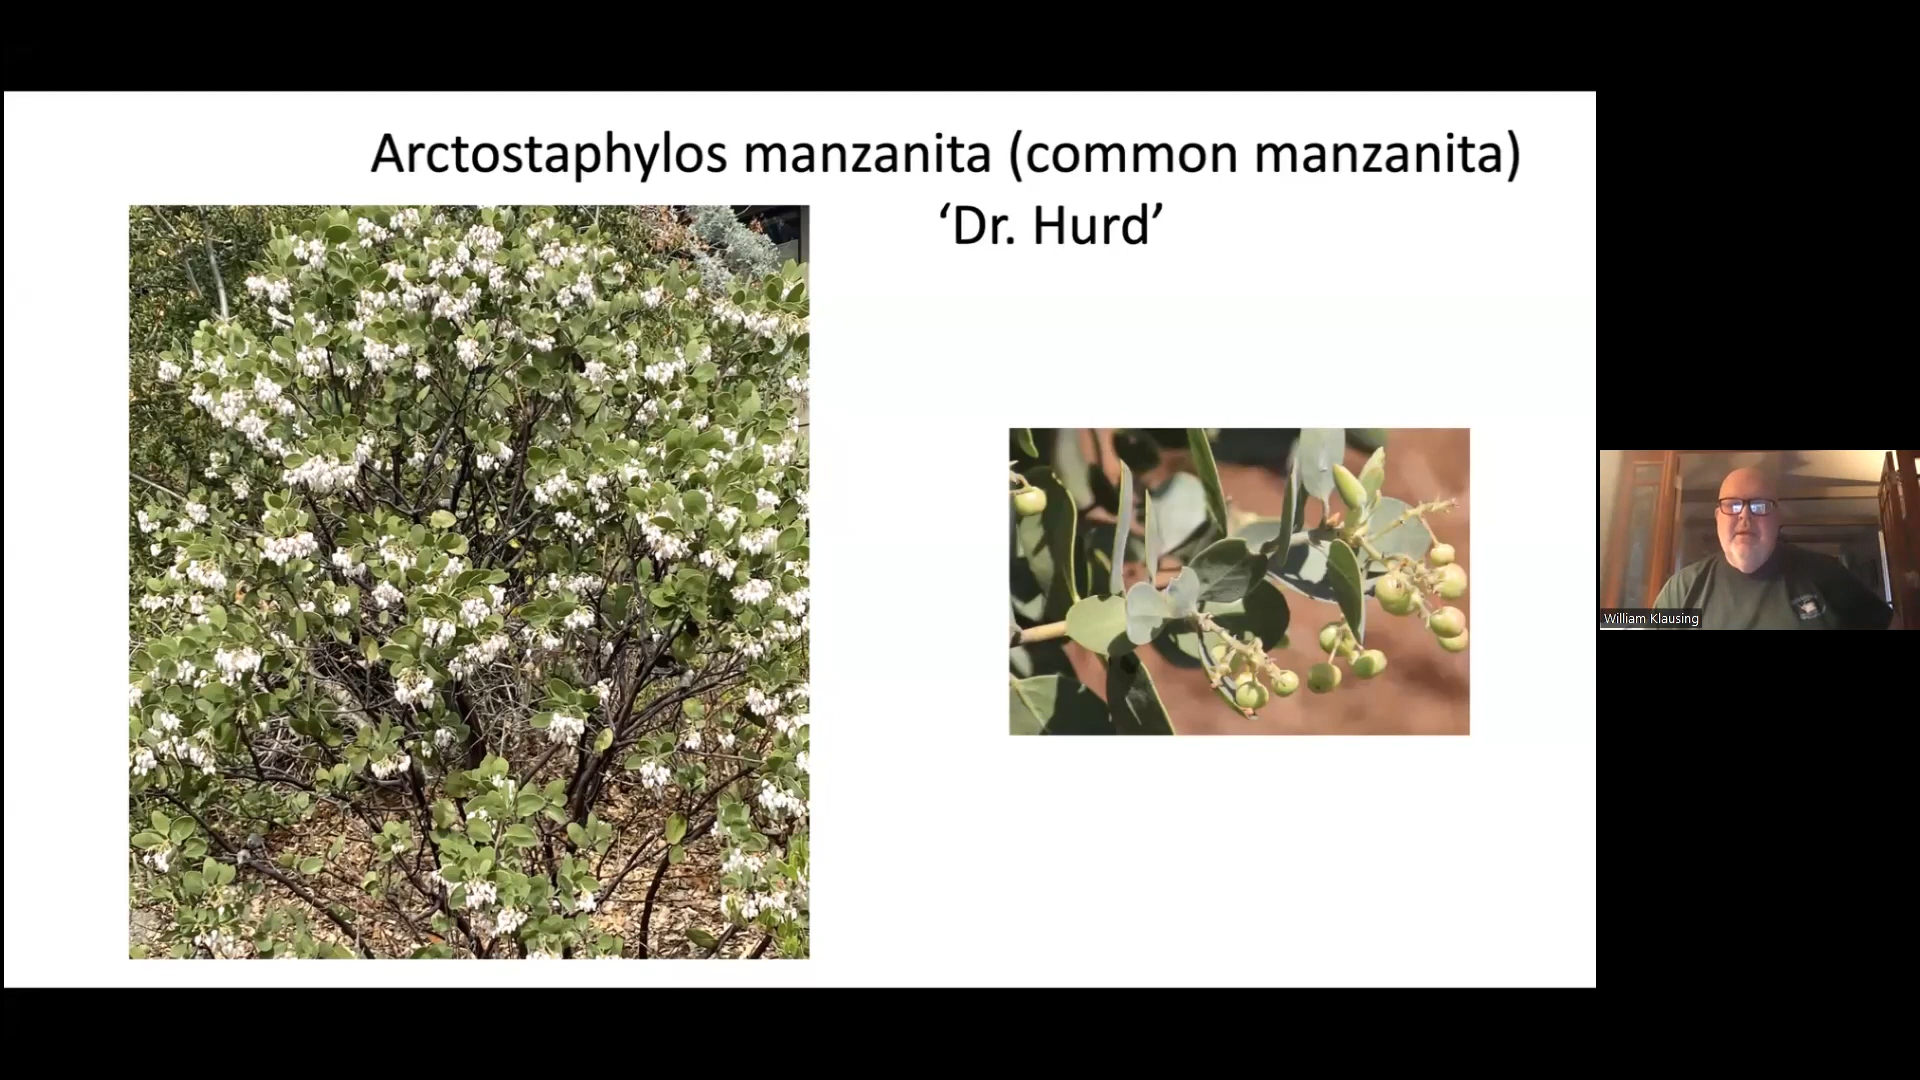 Arctostaphylos manzanita (common manzanita)
‘Dr. Hurd’
William Klausing